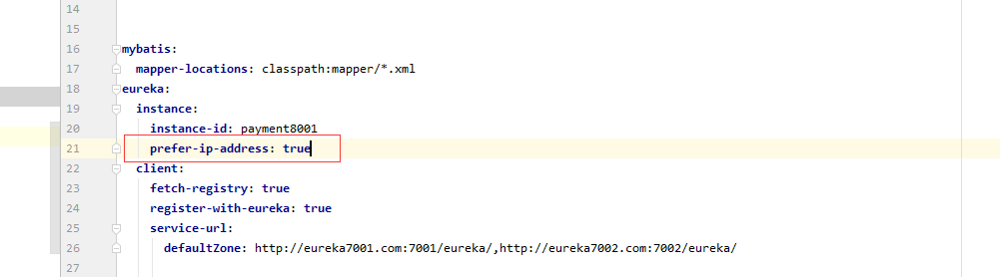 14
15
16 mybatis:
17 mapper-locations: classpath:mapper/*.xml
18 eureka:
19 instance:
20 instance-id: payment8001
21 prefer-ip-address: true
22 client:
23 fetch-registry: true
24 register-with-eureka: true
25 service-url:
26 defaultZone: http://eureka7001.com:7001/eureka/,http://eureka7002.com:7002/eureka/
27